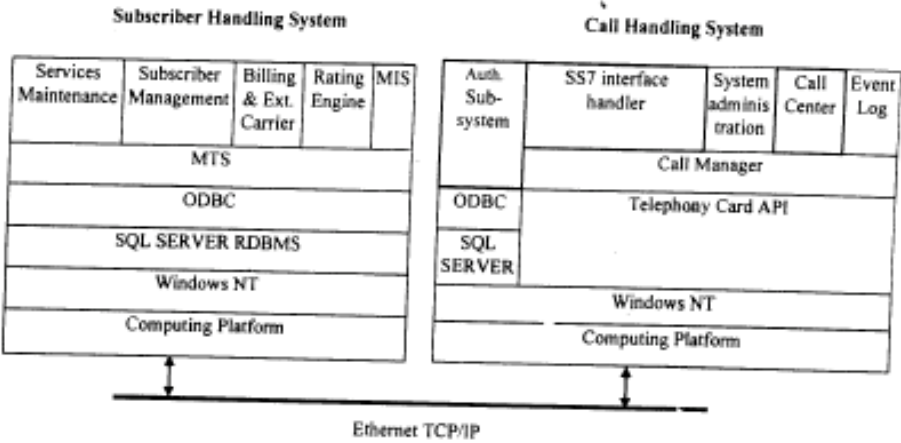 Subscriber Handling System
Services
Maintenance
Subscriber
Management
Billing
& Ext.
Carrier
Rating
Engine
MIS
MTS
ODBC
SQL SERVER RDBMS
Windows NT
Computing Platform
Call Handling System
Auth.
Sub-
system
SS7 interface
handler
System
adminis
tration
Call
Center
Event
Log
Call Manager
ODBC
Telephony Card API
SQL
SERVER
Windows NT
Computing Platform
Ethernet TCP/IP